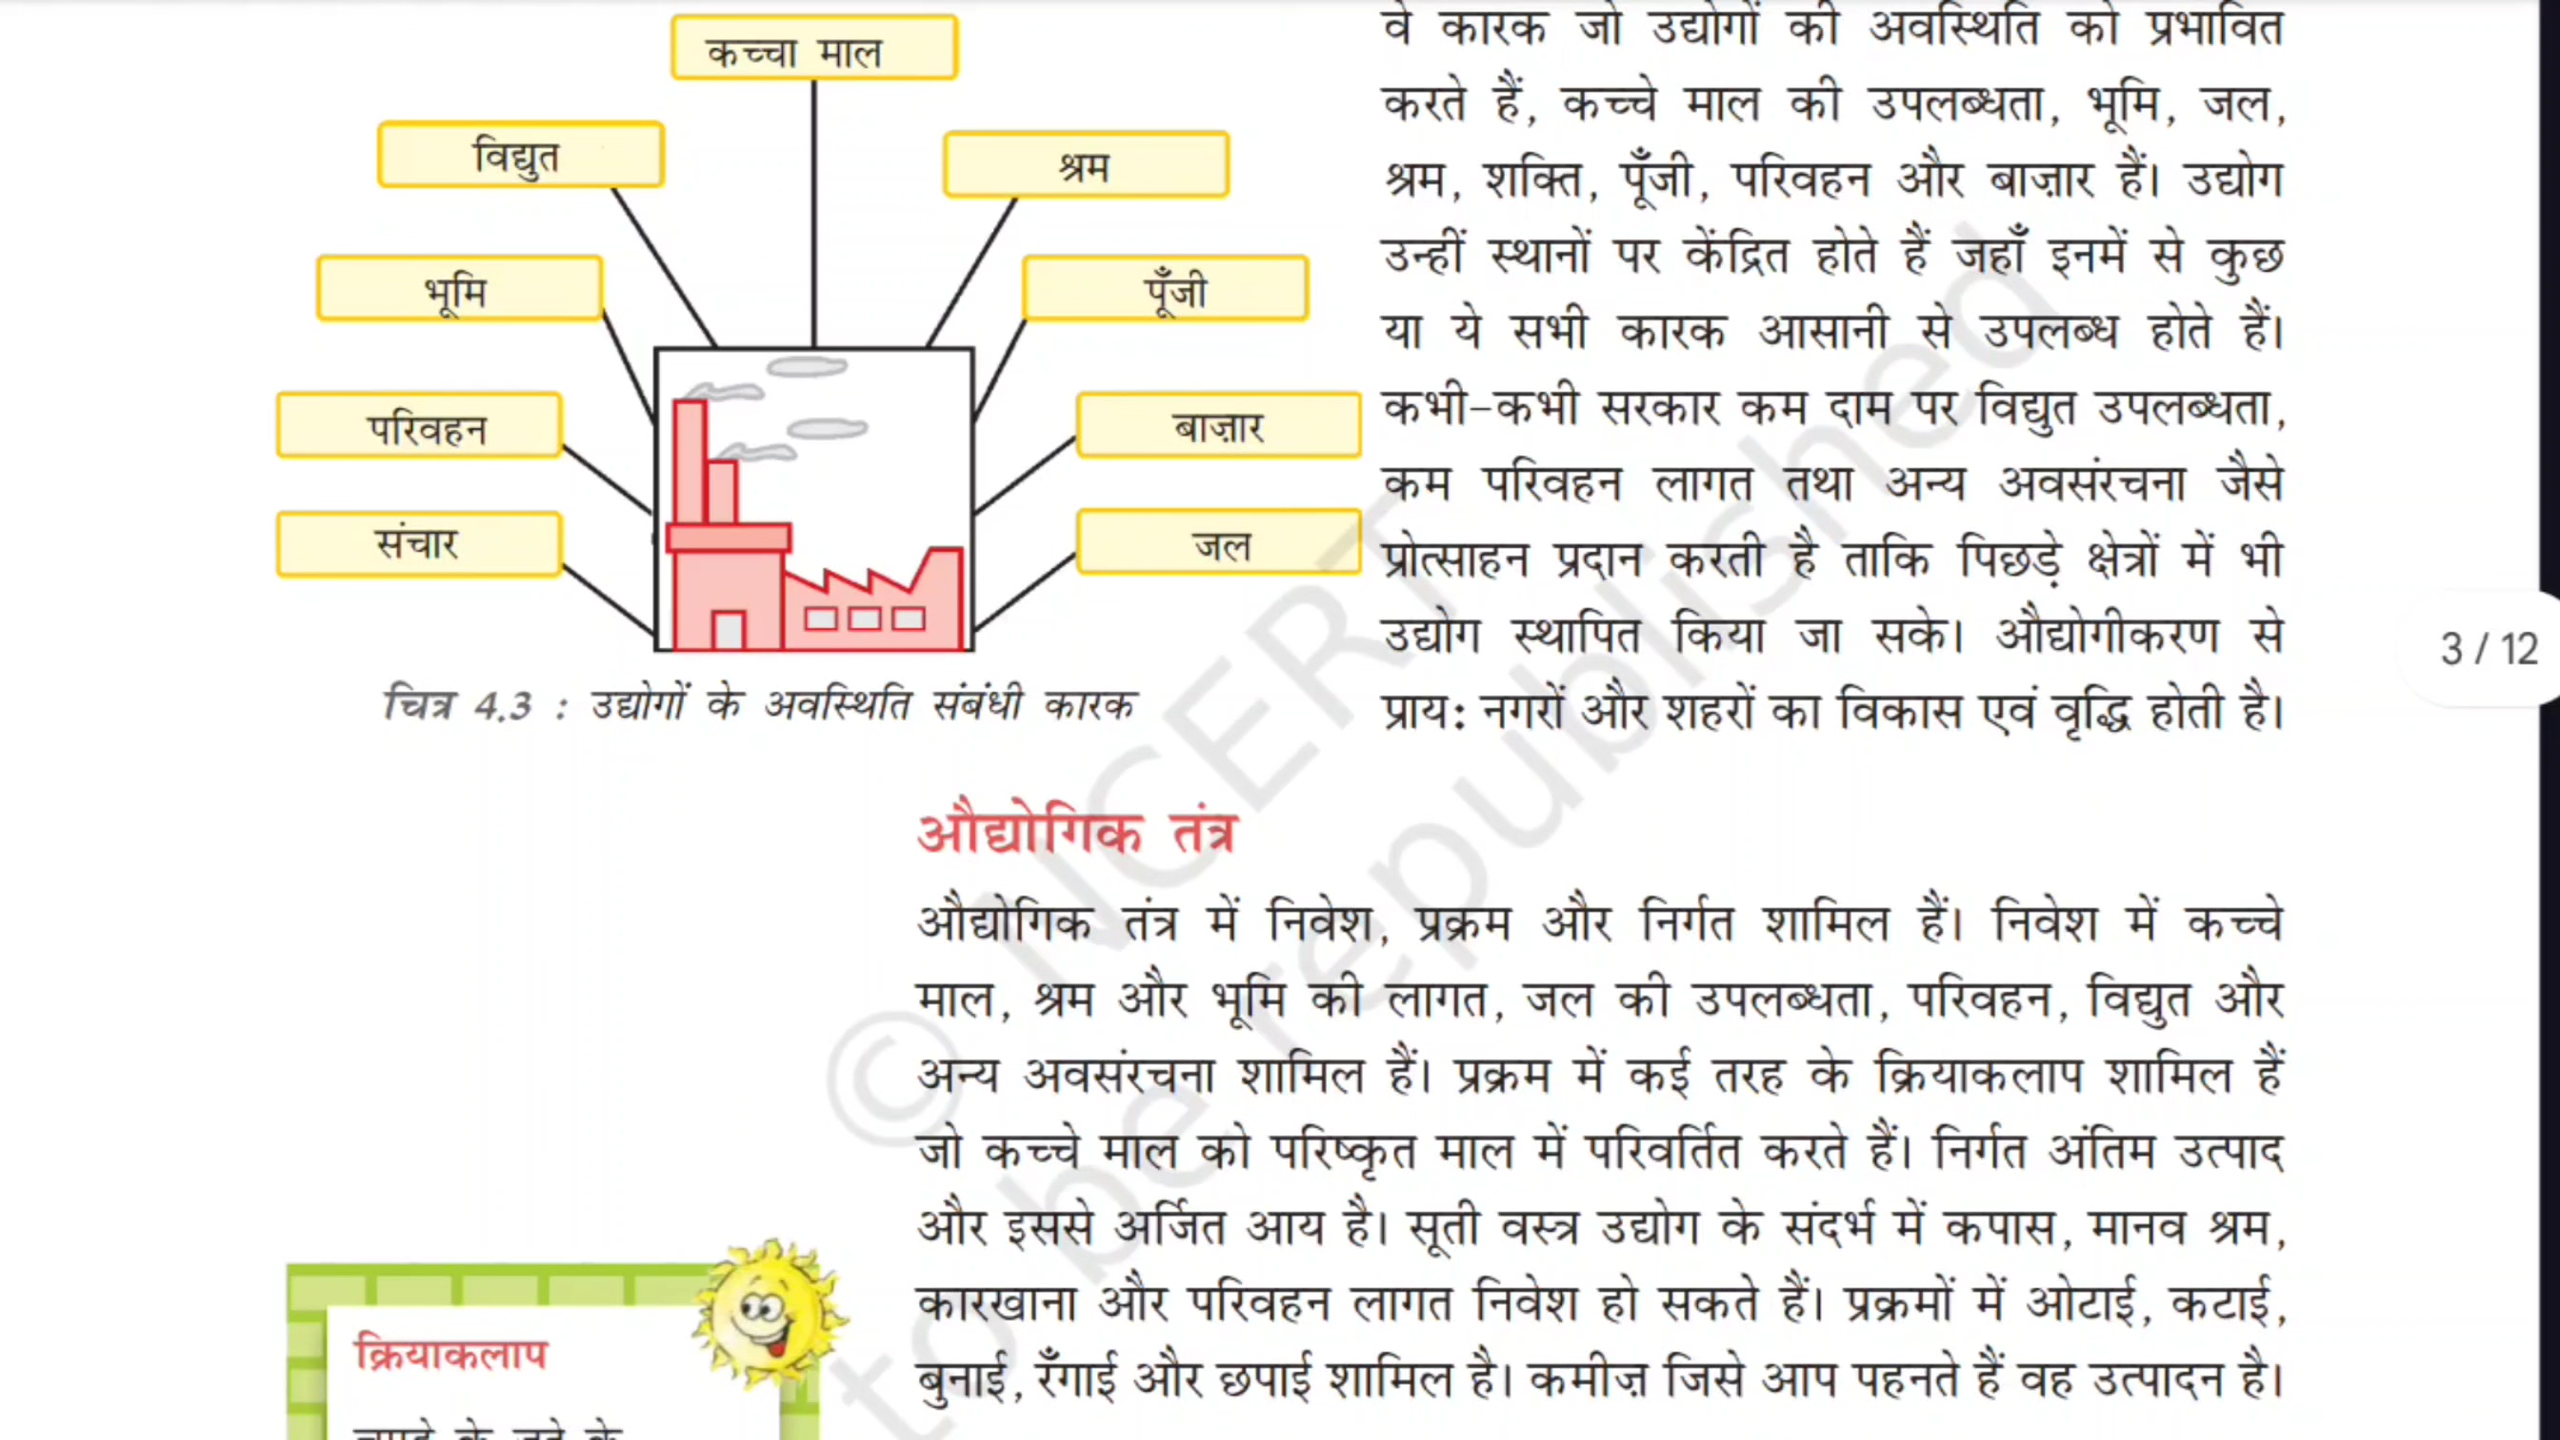 कच्चा माल
विद्युत
श्रम
भूमि
पूँजी
परिवहन
बाज़ार
संचार
जल
चित्र 4.3 : उद्योगों के अवस्थिति संबंधी कारक
वे कारक जो उद्योगों की अवस्थिति को प्रभावित
करते हैं, कच्चे माल की उपलब्धता, भूमि, जल,
श्रम, शक्ति, पूँजी, परिवहन और बाज़ार हैं। उद्योग
उन्हीं स्थानों पर केंद्रित होते हैं जहाँ इनमें से कुछ
या ये सभी कारक आसानी से उपलब्ध होते हैं।
कभी-कभी सरकार कम दाम पर विद्युत उपलब्धता,
कम परिवहन लागत तथा अन्य अवसंरचना जैसे
प्रोत्साहन प्रदान करती है ताकि पिछड़े क्षेत्रों में भी
उद्योग स्थापित किया जा सके। औद्योगीकरण से
प्राय: नगरों और शहरों का विकास एवं वृद्धि होती है।
3 / 12
औद्योगिक तंत्र
औद्योगिक तंत्र में निवेश, प्रक्रम और निर्गत शामिल हैं। निवेश में कच्चे
माल, श्रम और भूमि की लागत, जल की उपलब्धता, परिवहन, विद्युत और
अन्य अवसंरचना शामिल हैं। प्रक्रम में कई तरह के क्रियाकलाप शामिल हैं
जो कच्चे माल को परिष्कृत माल में परिवर्तित करते हैं। निर्गत अंतिम उत्पाद
और इससे अर्जित आय है। सूती वस्त्र उद्योग के संदर्भ में कपास, मानव श्रम,
कारखाना और परिवहन लागत निवेश हो सकते हैं। प्रक्रमों में ओटाई, कटाई,
बुनाई, रँगाई और छपाई शामिल है। कमीज़ जिसे आप पहनते हैं वह उत्पादन है।
क्रियाकलाप
© NCERT
to be republished